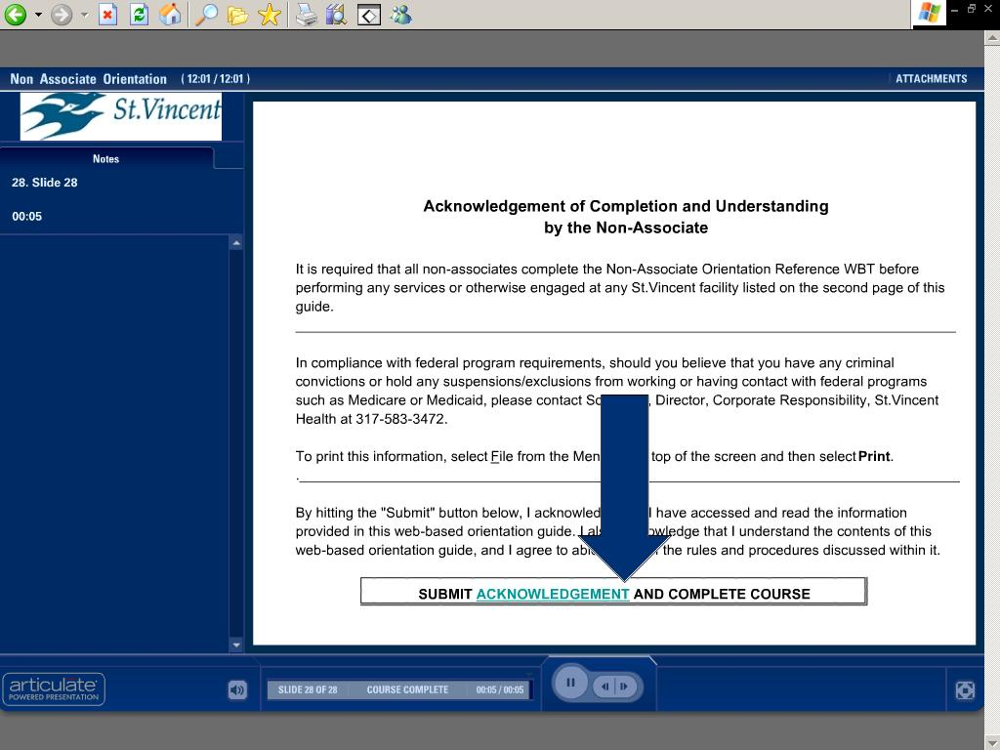 Non Associate Orientation ( 12:01 / 12:01 )
ATTACHMENTS
St.Vincent
Notes
28. Slide 28
00:05
Acknowledgement of Completion and Understanding
by the Non-Associate
It is required that all non-associates complete the Non-Associate Orientation Reference WBT before
performing any services or otherwise engaged at any St.Vincent facility listed on the second page of this
guide.
In compliance with federal program requirements, should you believe that you have any criminal
convictions or hold any suspensions/exclusions from working or having contact with federal programs
such as Medicare or Medicaid, please contact Director, Corporate Responsibility, St.Vincent
Health at 317-583-3472.
To print this information, select File from the Men top of the screen and then select Print.
.
By hitting the "Submit" button below, I acknowled I have accessed and read the information
provided in this web-based orientation guide. I als owledge that I understand the contents of this
web-based orientation guide, and I agree to abi the rules and procedures discussed within it.
SUBMIT ACKNOWLEDGEMENT AND COMPLETE COURSE
articulate
POWERED PRESENTATION
SLIDE 28 OF 28 COURSE COMPLETE 00:05 / 00:05